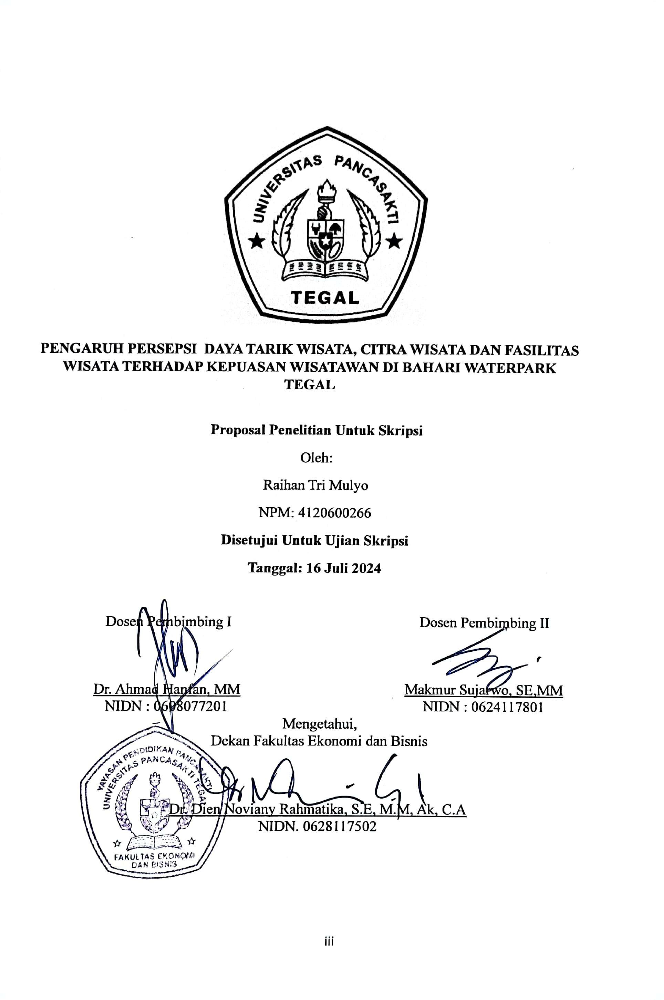 UNIVERSITAS PANCASAKTI
TEGAL
PENGARUH PERSEPSI DAYA TARIK WISATA, CITRA WISATA DAN FASILITAS
WISATA TERHADAP KEPUASAN WISATAWAN DI BAHARI WATERPARK
TEGAL
Proposal Penelitian Untuk Skripsi
Oleh:
Raihan Tri Mulyo
NPM: 4120600266
Disetujui Untuk Ujian Skripsi
Tanggal: 16 Juli 2024
Dosen Pembimbing I
Dosen Pembimbing II
Dr. Ahmad Hanfan, MM
Makmur Sujarwo, SE,MM
NIDN : 0608077201
NIDN : 0624117801
Mengetahui,
Dekan Fakultas Ekonomi dan Bisnis
YAYASAN PENDIDIKAN PANCASAKTI
UNIVERSITAS PANCASAKTI TEGAL
Dr. Dien Noviany Rahmatika, S.E, M.M, Ak, C.A
NIDN. 0628117502
FAKULTAS EKONOMI
DAN BISNIS
iii